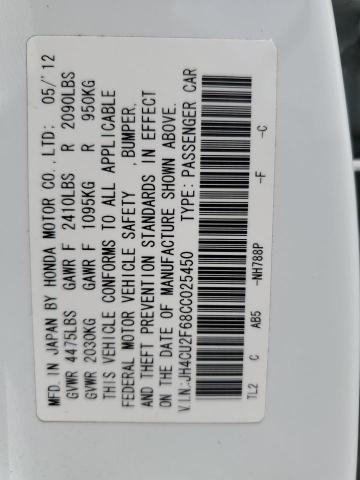 MFD. IN JAPAN BY HONDA MOTOR CO., LTD: 05/'12
GVWR 4475LBS GAWR F 2410LBS R 2090LBS
GVWR 2030KG GAWR F 1095KG R 950KG
THIS VEHICLE CONFORMS TO ALL APPLICABLE
FEDERAL MOTOR VEHICLE SAFETY ,BUMPER,
AND THEFT PREVENTION STANDARDS IN EFFECT
ON THE DATE OF MANUFACTURE SHOWN ABOVE.
V.I.N.:JH4CU2F68CC025450 TYPE: PASSENGER CAR
TL2 C AB5 -NH788P -F -C